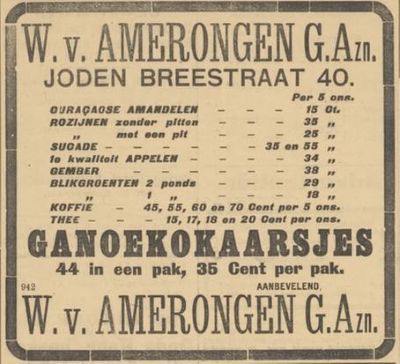 W. v. AMERONGEN G.Azn.
JODEN BREESTRAAT 40.
Per 5 ons.
CURAÇAOSE AMANDELEN – – – 15 Ct.
ROZIJNEN zonder pitten – – – 35 „
„ met een pit – – – 25 „
SUCADE – – – – – 35 en 55 „
1e kwaliteit APPELEN – – – – 34 „
GEMBER – – – – – – 38 „
BLIKGROENTEN 2 ponds – – – – 29 „
„ 1 „ – – – – 18 „
KOFFIE – 45, 55, 60 en 70 Cent per 5 ons.
THEE – – – 15, 17, 18 en 20 Cent per ons.
GANOEKOKAARSJES
44 in een pak, 35 Cent per pak.
942 AANBEVELEND,
W. v. AMERONGEN G.Azn.